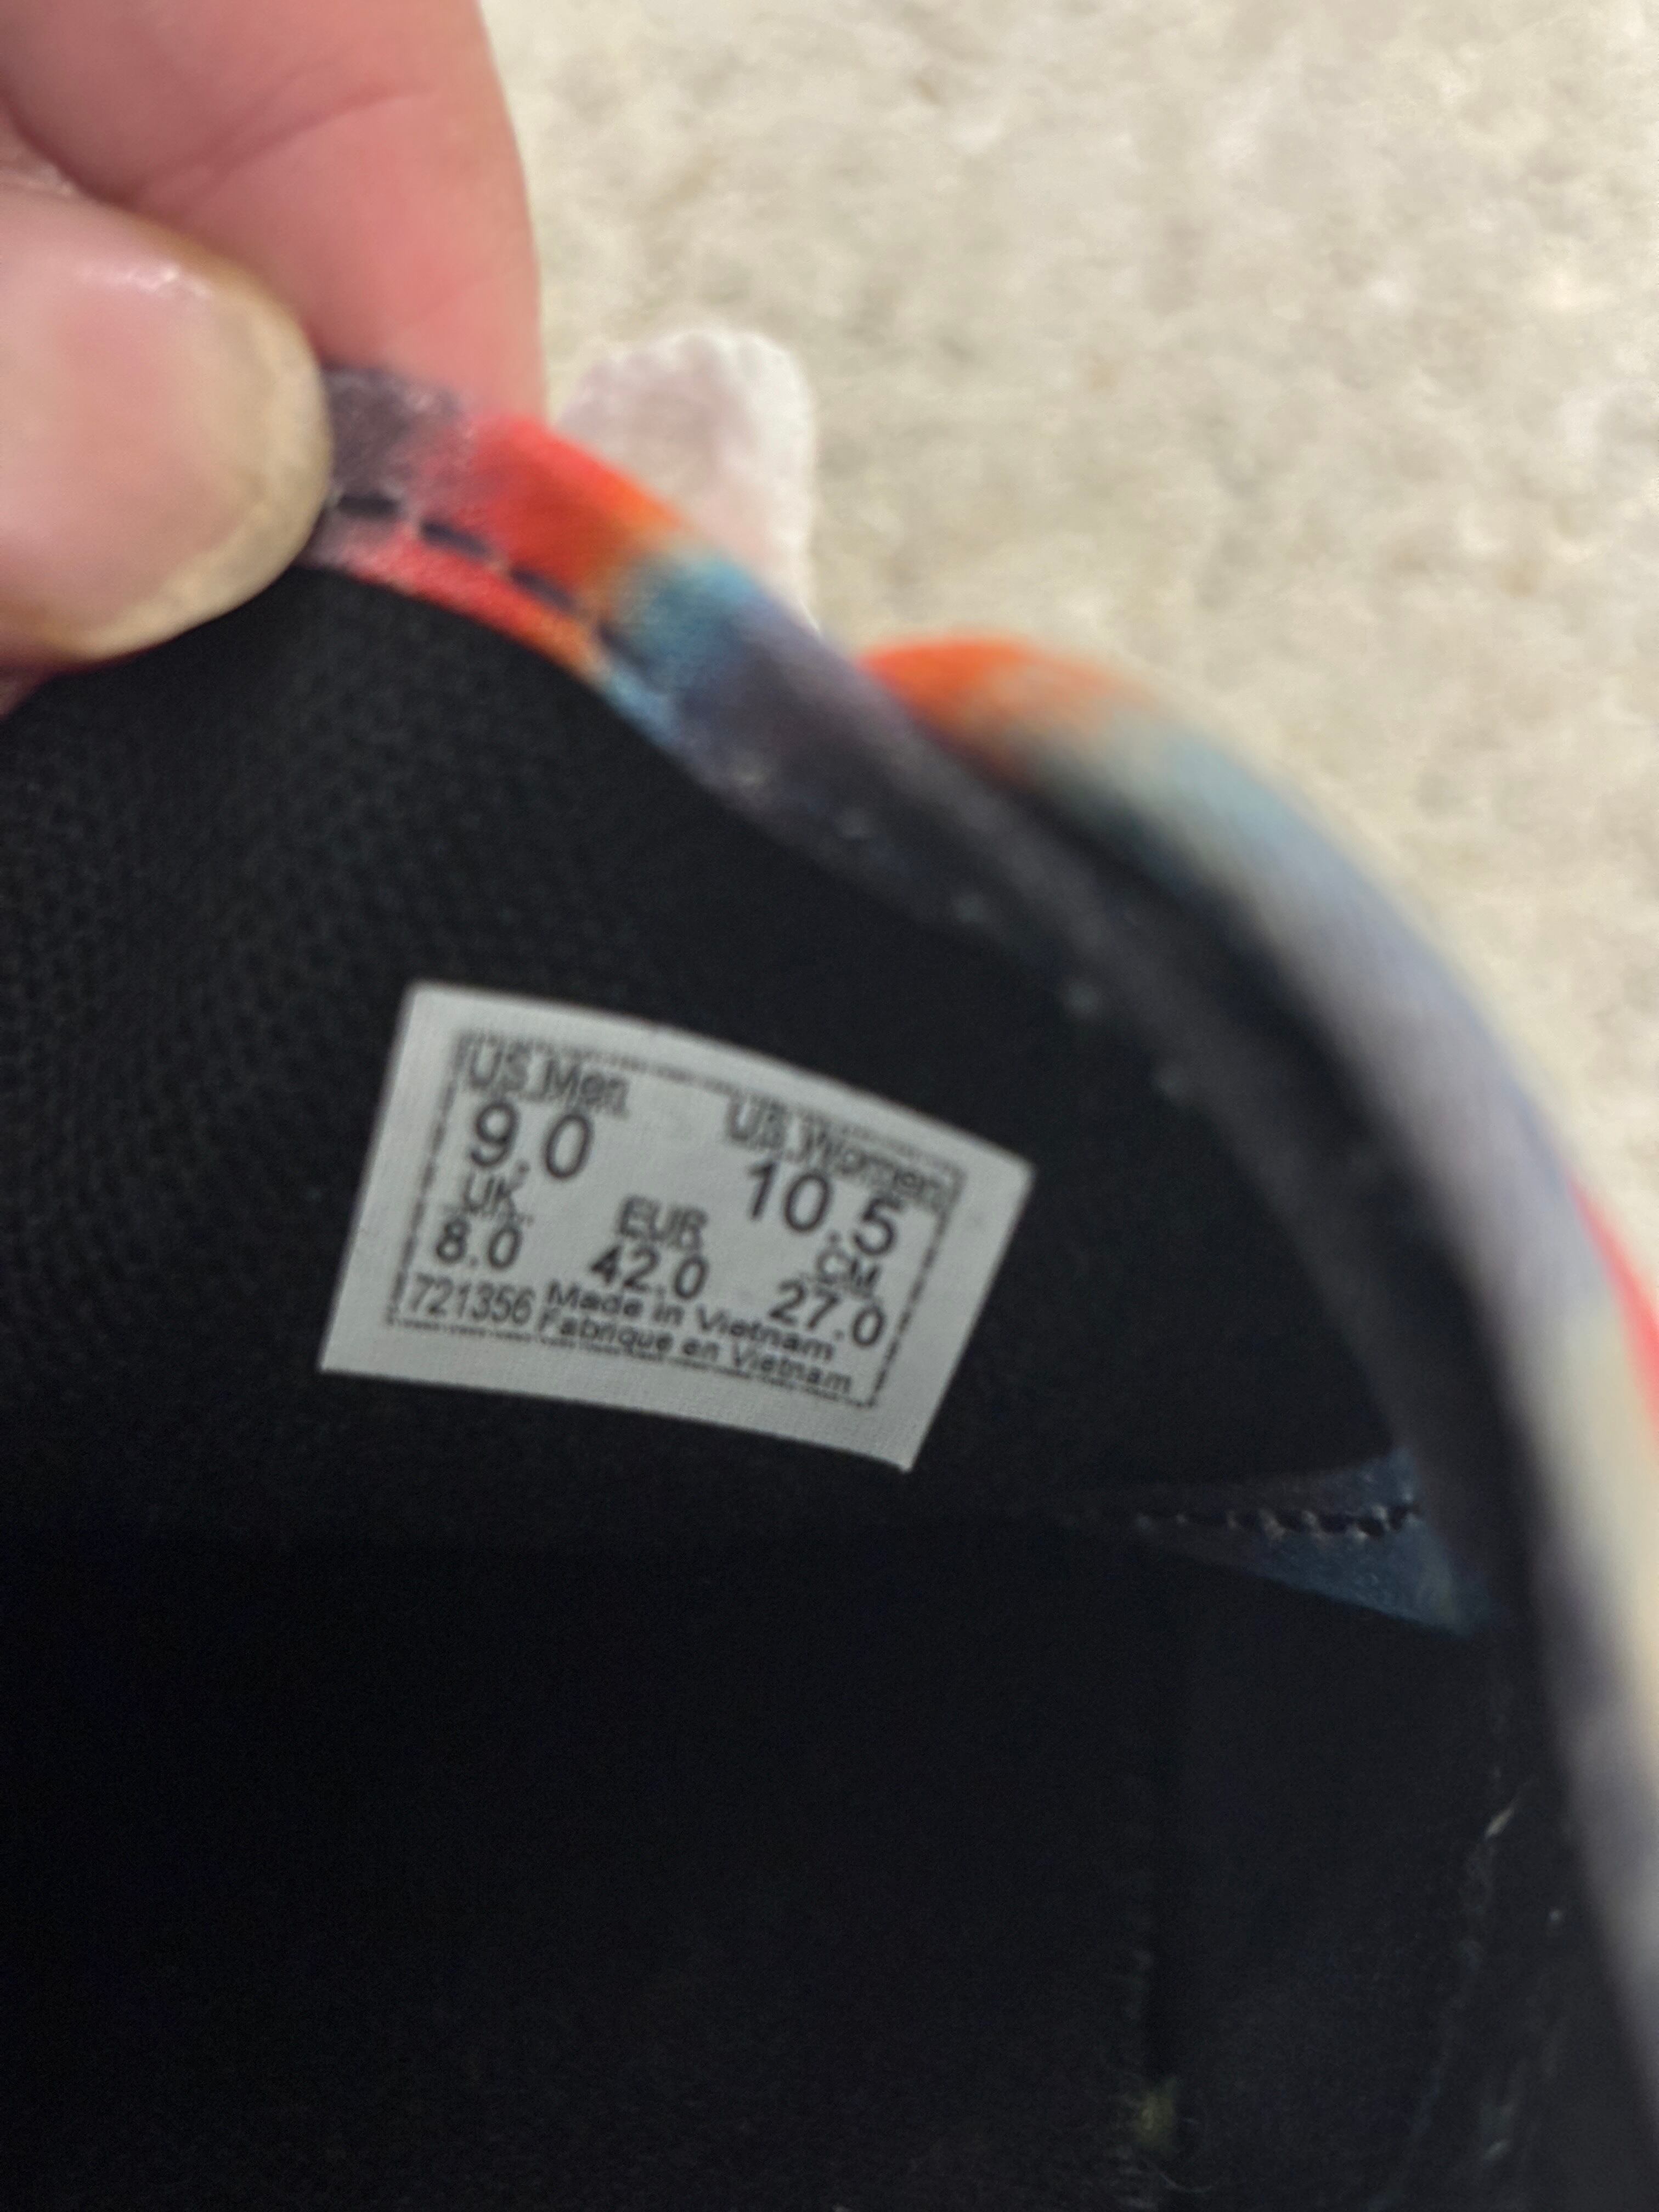 US Men US Women
9.0 10.5
UK EUR CM
8.0 42.0 27.0
721356 Made in Vietnam
Fabrique en Vietnam